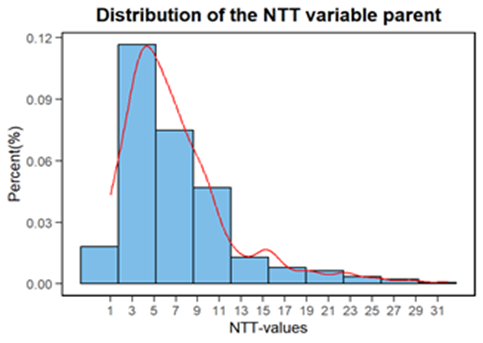 Distribution of the NTT variable parent
0.12
0.09
0.06
0.03
0.00
Percent(%)
1 3 5 7 9 11 13 15 17 19 21 23 25 27 29 31
NTT-values